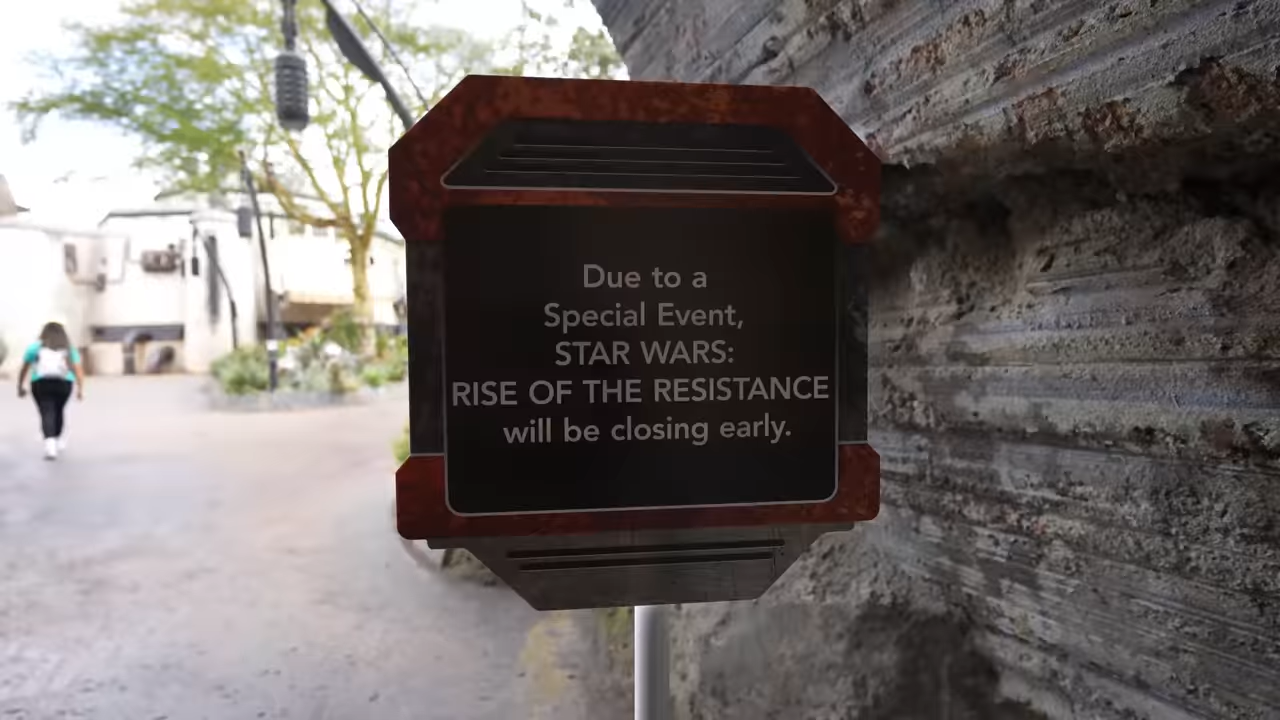 Due to a
Special Event,
STAR WARS:
RISE OF THE RESISTANCE
will be closing early.